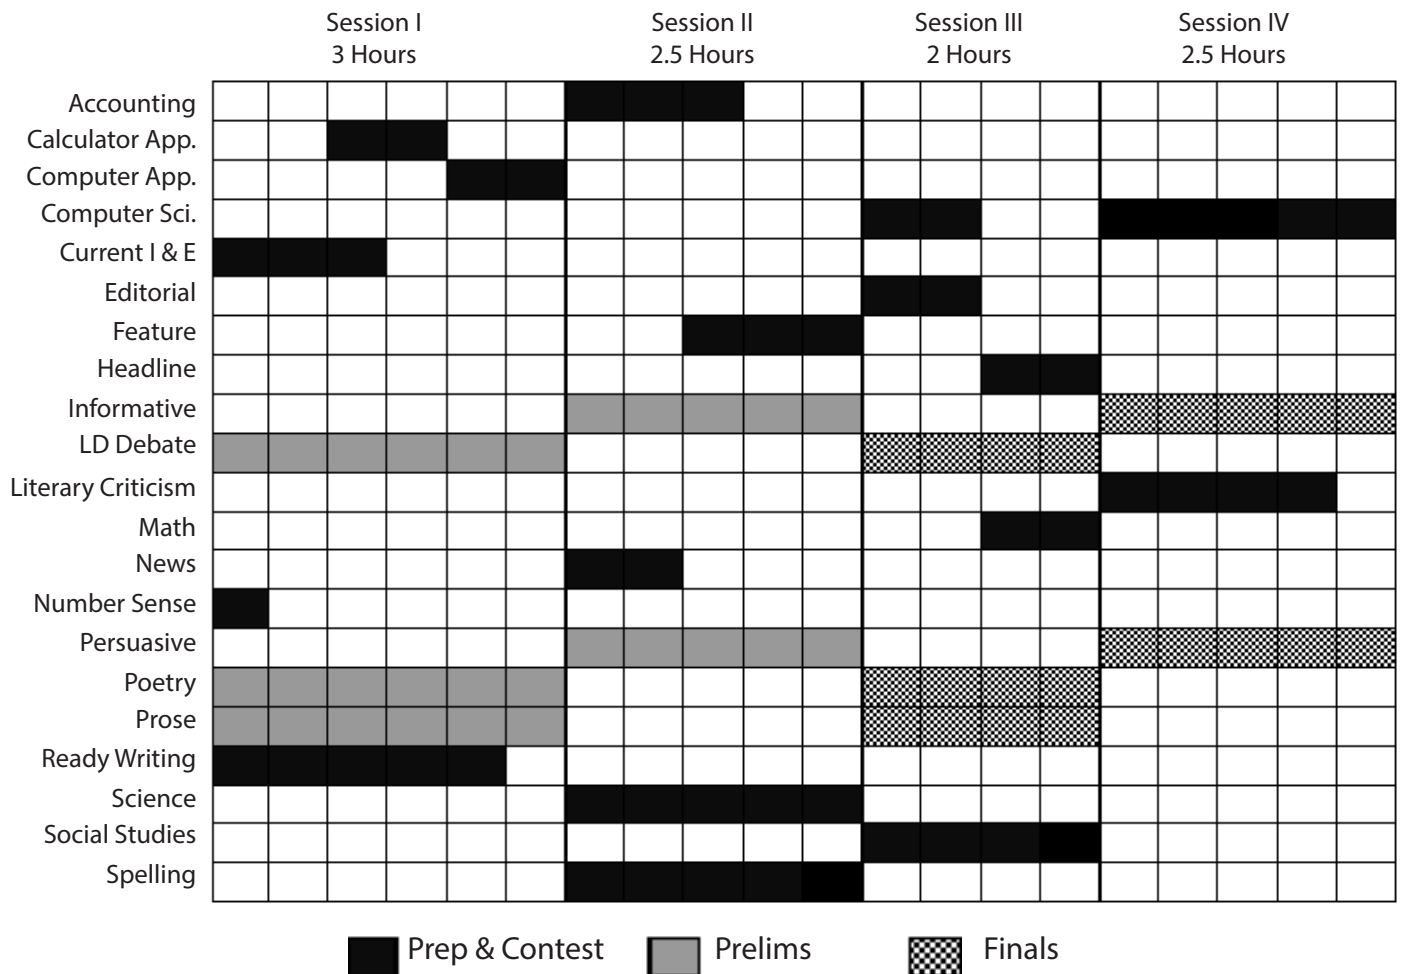 Session I
3 Hours
Session II
2.5 Hours
Session III
2 Hours
Session IV
2.5 Hours
Accounting
Calculator App.
Computer App.
Computer Sci.
Current I & E
Editorial
Feature
Headline
Informative
LD Debate
Literary Criticism
Math
News
Number Sense
Persuasive
Poetry
Prose
Ready Writing
Science
Social Studies
Spelling
Prep & Contest
Prelims
Finals